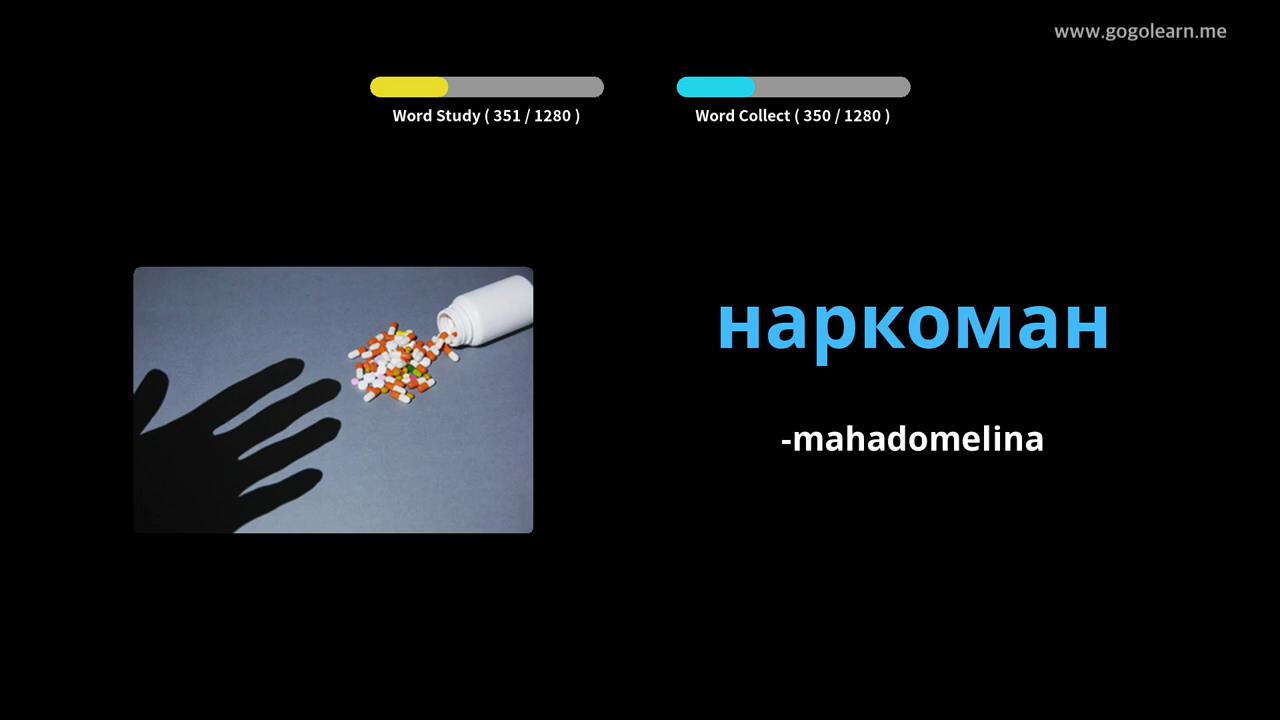 www.gogolearn.me
Word Study ( 351 / 1280 )
Word Collect ( 350 / 1280 )
наркоман
-mahadomelina